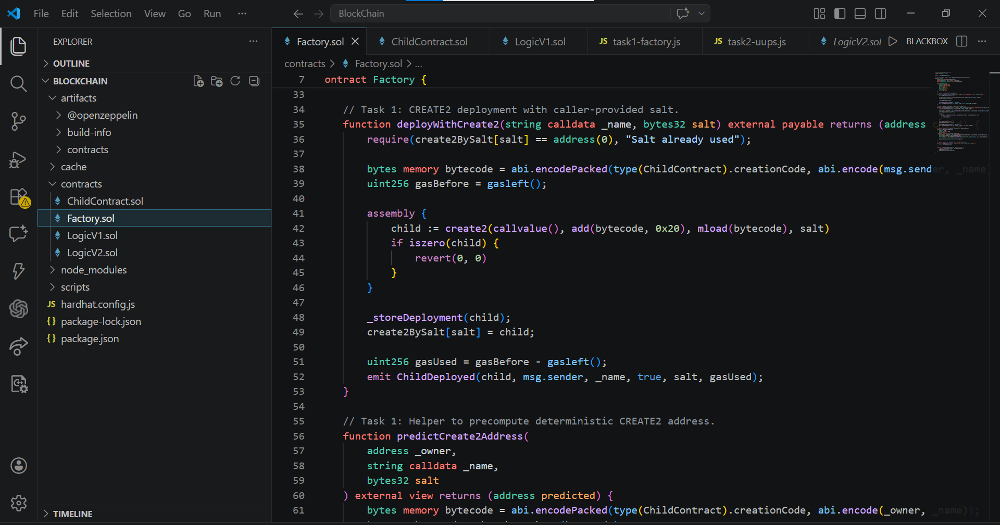 File Edit Selection View Go Run ···
BlockChain
EXPLORER
OUTLINE
BLOCKCHAIN
artifacts
@openzeppelin
build-info
contracts
cache
contracts
ChildContract.sol
Factory.sol
LogicV1.sol
LogicV2.sol
node_modules
scripts
JS hardhat.config.js
{} package-lock.json
{} package.json
TIMELINE
Factory.sol
ChildContract.sol
LogicV1.sol
JS task1-factory.js
JS task2-uups.js
LogicV2.sol
BLACKBOX
contracts > Factory.sol > ...
7 ontract Factory {
33
34 // Task 1: CREATE2 deployment with caller-provided salt.
35 function deployWithCreate2(string calldata _name, bytes32 salt) external payable returns (address
36 require(create2BySalt[salt] == address(0), "Salt already used");
37
38 bytes memory bytecode = abi.encodePacked(type(ChildContract).creationCode, abi.encode(msg.sender, _name)
39 uint256 gasBefore = gasleft();
40
41 assembly {
42 child := create2(callvalue(), add(bytecode, 0x20), mload(bytecode), salt)
43 if iszero(child) {
44 revert(0, 0)
45 }
46 }
47
48 _storeDeployment(child);
49 create2BySalt[salt] = child;
50
51 uint256 gasUsed = gasBefore - gasleft();
52 emit ChildDeployed(child, msg.sender, _name, true, salt, gasUsed);
53 }
54
55 // Task 1: Helper to precompute deterministic CREATE2 address.
56 function predictCreate2Address(
57 address _owner,
58 string calldata _name,
59 bytes32 salt
60 ) external view returns (address predicted) {
61 bytes memory bytecode = abi.encodePacked(type(ChildContract).creationCode, abi.encode(_owner, _name));